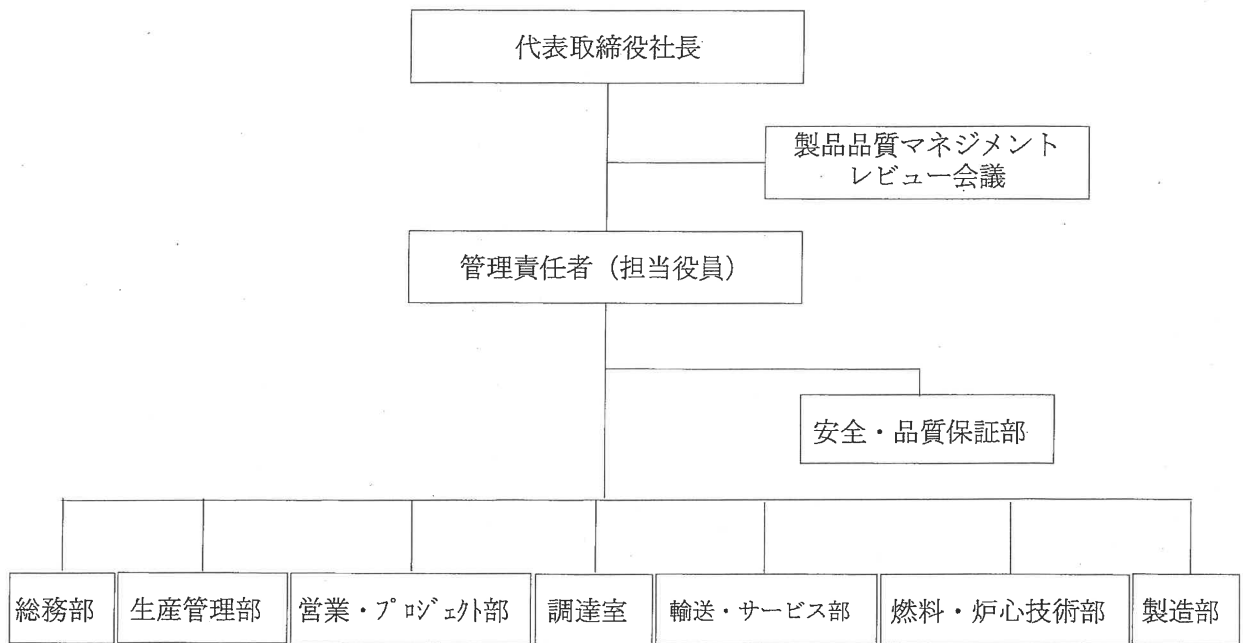 代表取締役社長
製品品質マネジメント
レビュー会議
管理責任者（担当役員）
安全・品質保証部
総務部
生産管理部
営業・プロジェクト部
調達室
輸送・サービス部
燃料・炉心技術部
製造部